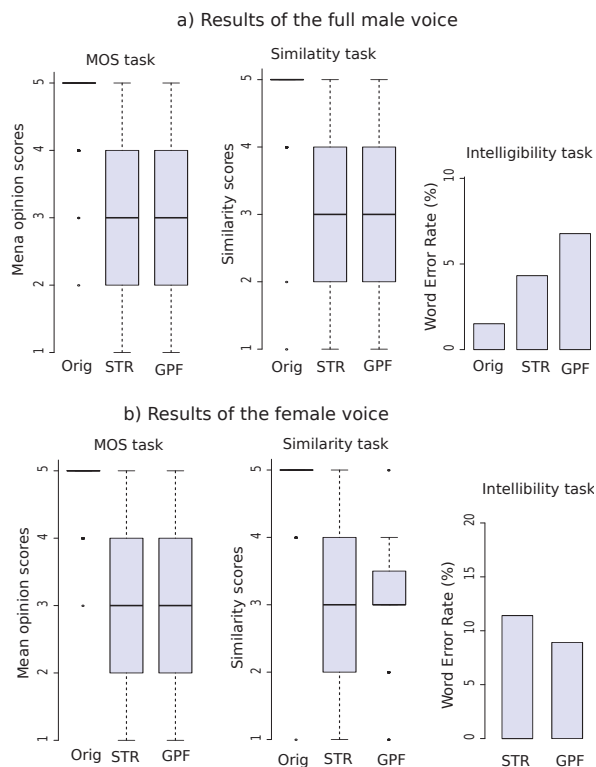 a) Results of the full male voice
MOS task
Mena opinion scores
1 2 3 4 5
Orig STR GPF
Similatity task
Similarity scores
1 2 3 4 5
Orig STR GPF
Intelligibility task
Word Error Rate (%)
0 5 10
Orig STR GPF
b) Results of the female voice
MOS task
Mean opinion scores
1 2 3 4 5
Orig STR GPF
Similarity task
Similarity scores
1 2 3 4 5
Orig STR GPF
Intellibility task
Word Error Rate (%)
0 5 10 15 20
STR GPF